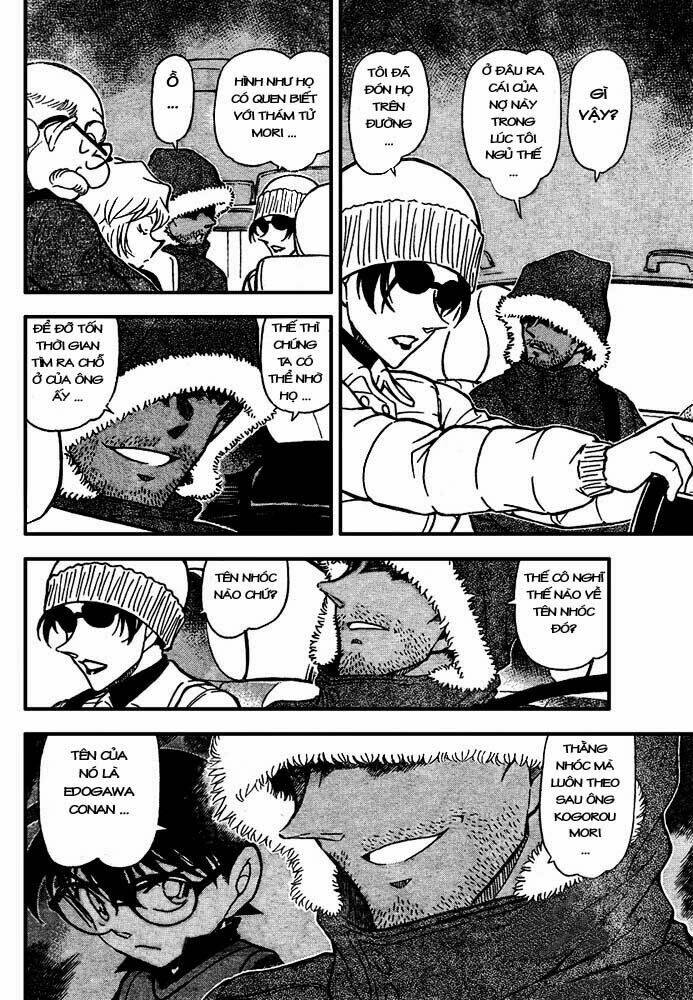 GÌ
VẬY?
Ở ĐÂU RA
CÁI CỦA
NỢ NÀY
TRONG
LÚC TÔI
NGỦ THẾ
...
TÔI ĐÃ
ĐÓN HỌ
TRÊN
ĐƯỜNG
...
HÌNH NHƯ HỌ
CÓ QUEN BIẾT
VỚI THÁM TỬ
MORI ...
Ồ
...
THẾ THÌ
CHÚNG
TA CÓ
THỂ NHỜ
HỌ ...
ĐỂ ĐỠ TỐN
THỜI GIAN
TÌM RA CHỖ
Ở CỦA ÔNG
ẤY ...
THẾ CÔ NGHĨ
THẾ NÀO VỀ
TÊN NHÓC
ĐÓ?
TÊN NHÓC
NÀO CHỨ?
THẰNG
NHÓC MÀ
LUÔN THEO
SAU ÔNG
KOGOROU
MORI
...
TÊN CỦA
NÓ LÀ
EDOGAWA
CONAN ...